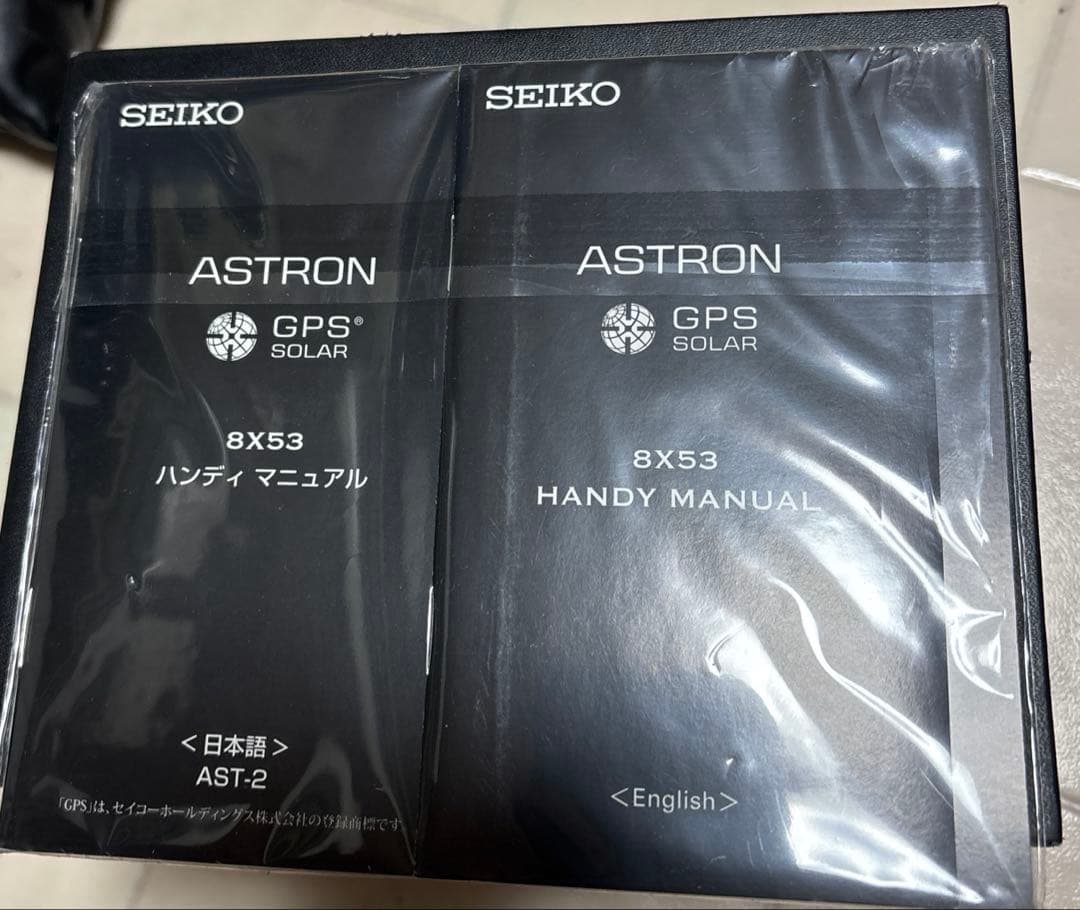 SEIKO
ASTRON
GPS®
SOLAR
8X53
ハンディ マニュアル
<日本語>
AST-2
「GPS」は、セイコーホールディングス株式会社の登録商標です
SEIKO
ASTRON
GPS
SOLAR
8X53
HANDY MANUAL
<English>